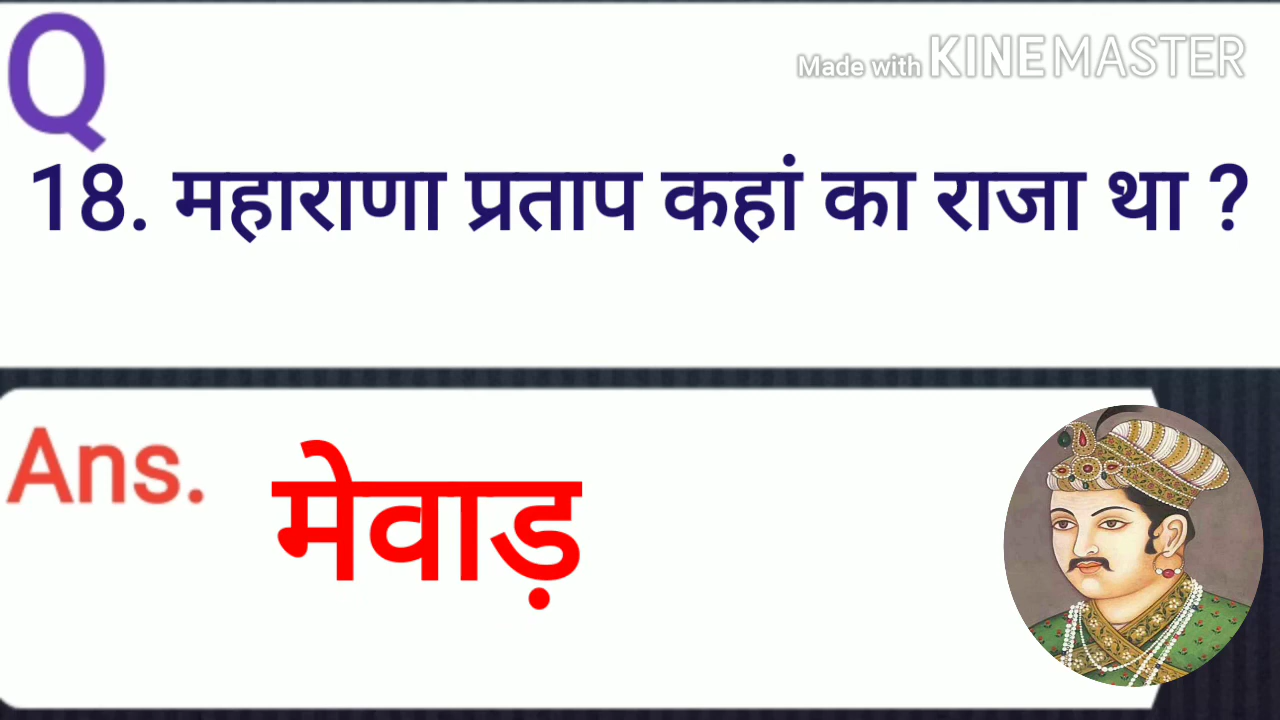 Q
Made with KINEMASTER
18. महाराणा प्रताप कहां का राजा था ?
Ans.
मेवाड़